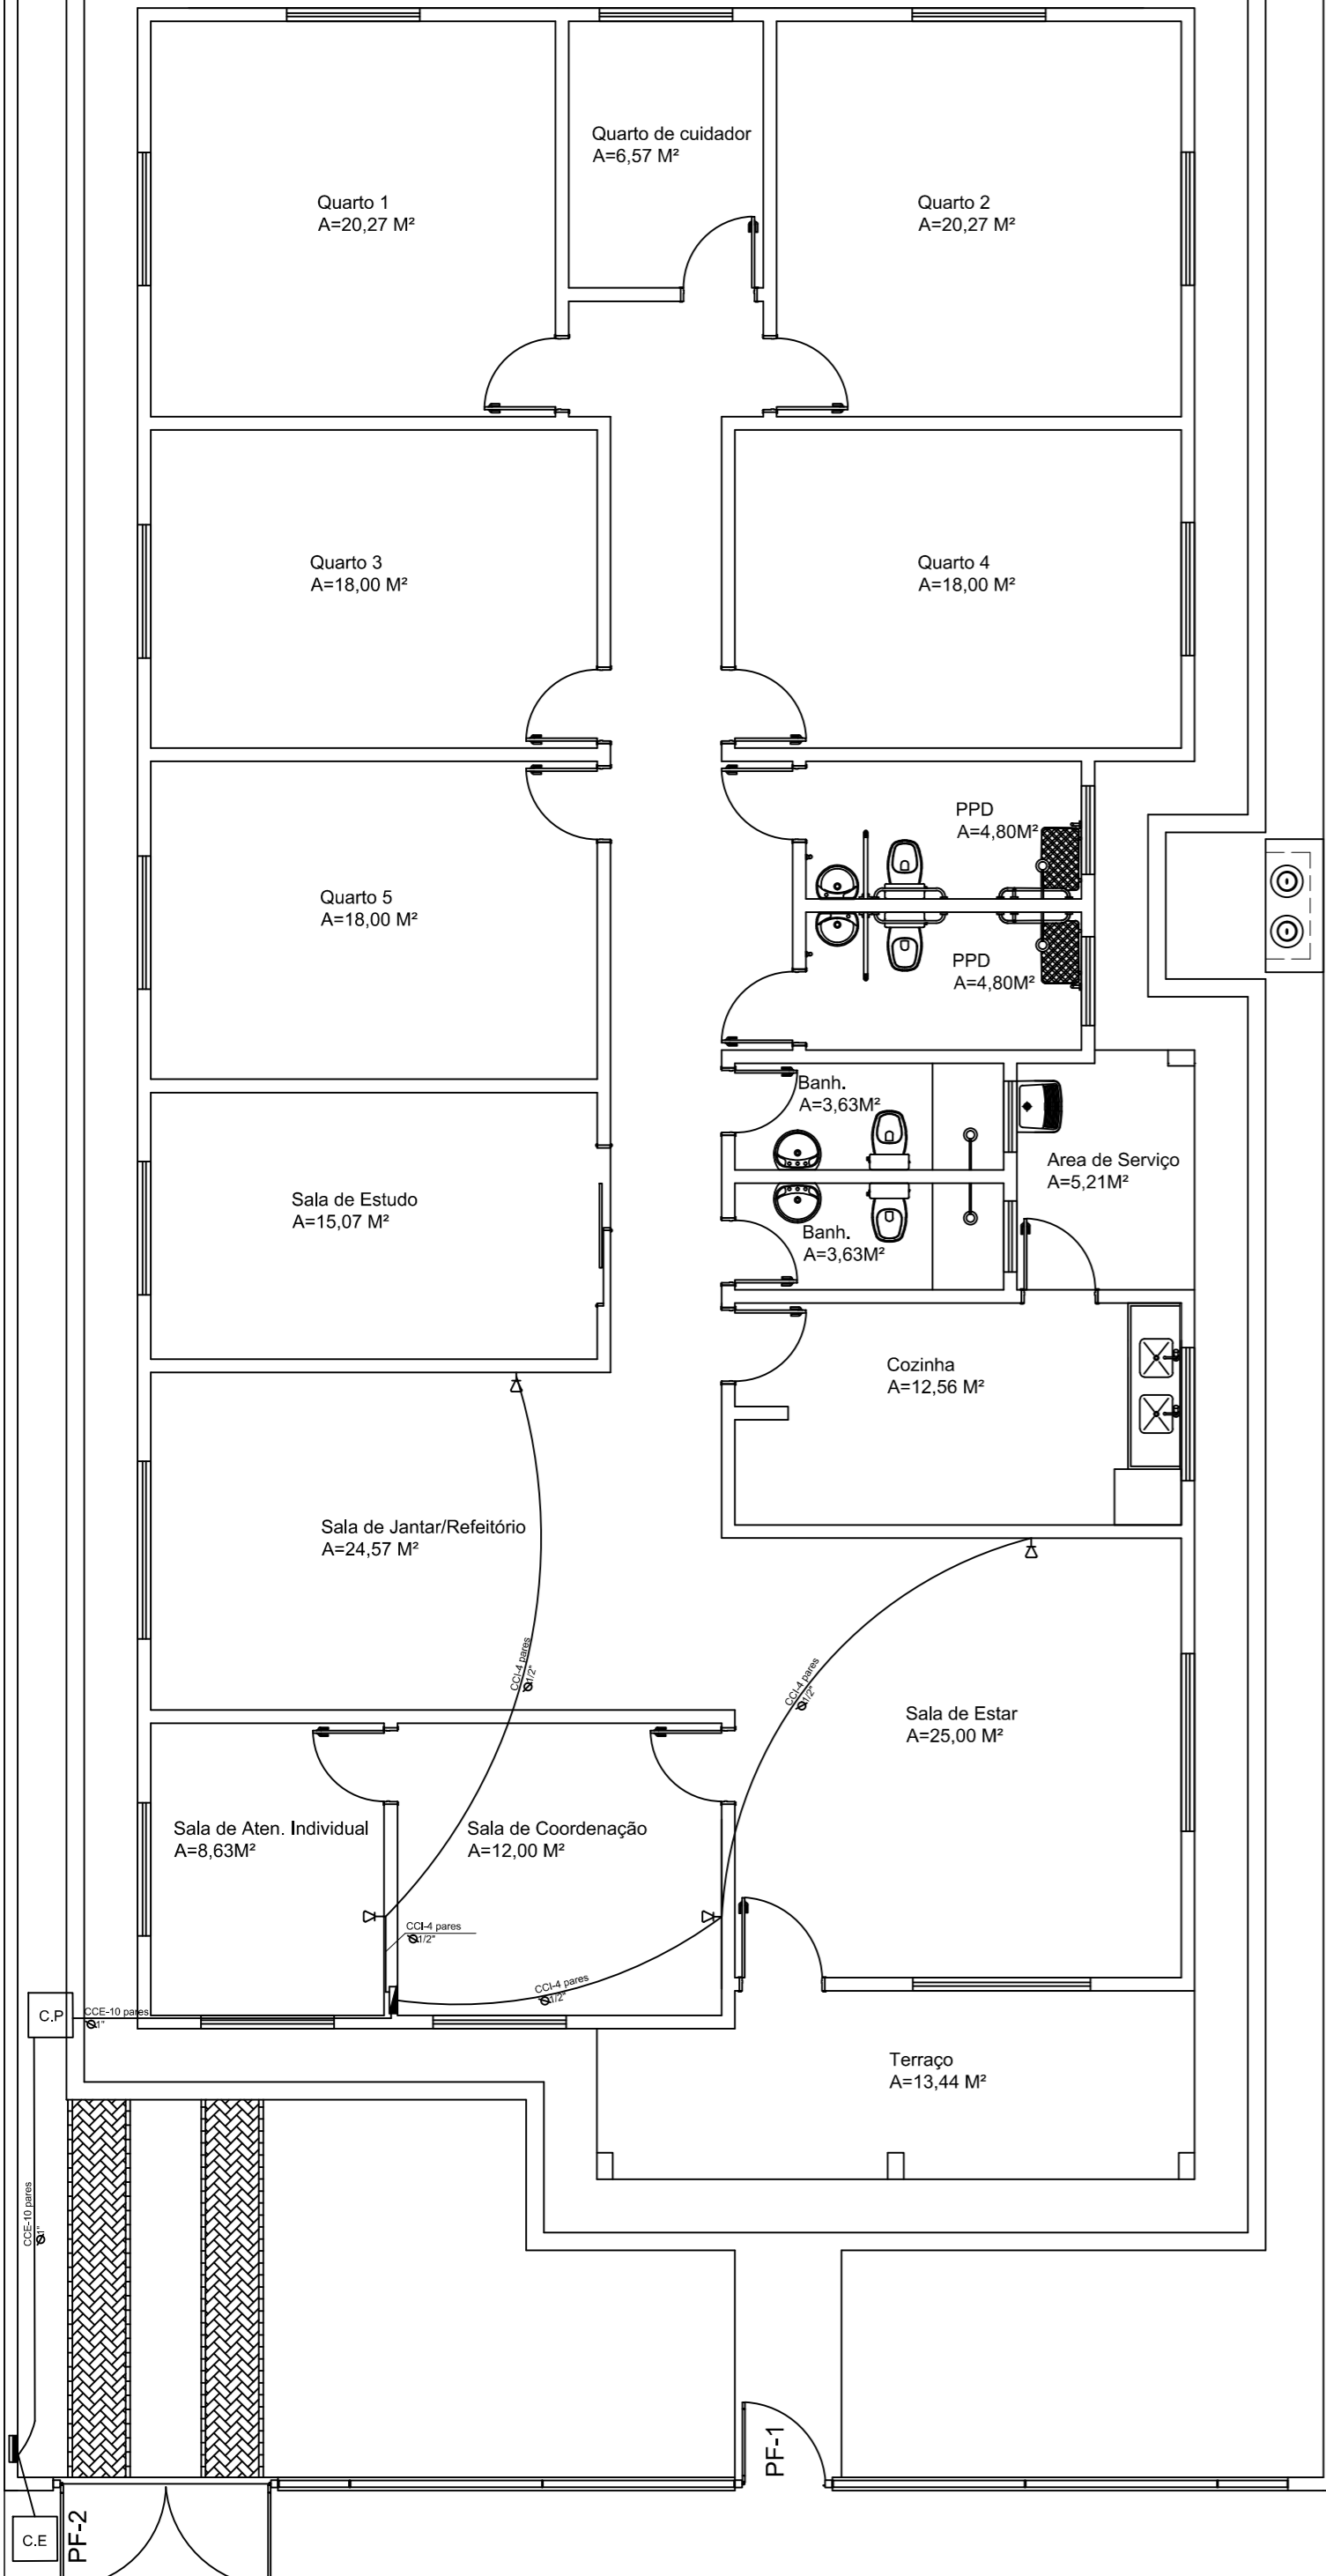 Quarto de cuidador
A=6,57 M²
Quarto 1
A=20,27 M²
Quarto 2
A=20,27 M²
Quarto 3
A=18,00 M²
Quarto 4
A=18,00 M²
PPD
A=4,80M²
Quarto 5
A=18,00 M²
PPD
A=4,80M²
Banh.
A=3,63M²
Area de Serviço
A=5,21M²
Sala de Estudo
A=15,07 M²
Banh.
A=3,63M²
Cozinha
A=12,56 M²
Sala de Jantar/Refeitório
A=24,57 M²
CCI-4 pares
Ø1/2"
CCI-4 pares
Ø1/2"
Sala de Estar
A=25,00 M²
Sala de Aten. Individual
A=8,63M²
Sala de Coordenação
A=12,00 M²
CCI-4 pares
Ø1/2"
CCI-4 pares
Ø1/2"
C.P
CCE-10 pares
Ø1"
Terraço
A=13,44 M²
CCE-10 pares
Ø1"
PF-1
PF-2
C.E